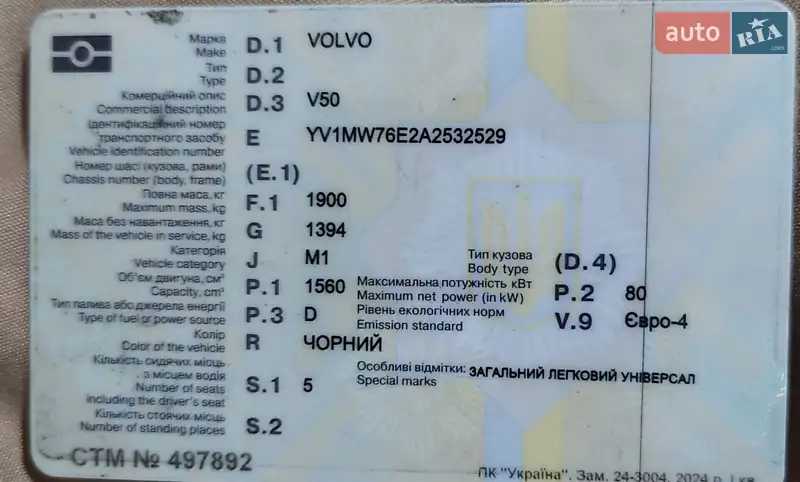 auto RIA.com
Марка D.1 VOLVO
Make
Тип D.2
Type
Комерційний опис D.3 V50
Commercial description
Ідентифікаційний номер
транспортного засобу E YV1MW76E2A2532529
Vehicle identification number
Номер шасі (кузова, рами) (E.1)
Chassis number (body, frame)
Повна маса, кг F.1 1900
Maximum mass, kg
Маса без навантаження, кг G 1394
Mass of the vehicle in service, kg
Категорія J M1 Тип кузова (D.4)
Vehicle category Body type
Об'єм двигуна, см³ P.1 1560 Максимальна потужність кВт P.2 80
Capacity, cm³ Maximum net power (in kW)
Тип палива або джерела енергії P.3 D Рівень екологічних норм V.9 Євро-4
Type of fuel or power source Emission standard
Колір R ЧОРНИЙ
Color of the vehicle
Кількість сидячих місць Особливі відмітки: ЗАГАЛЬНИЙ ЛЕГКОВИЙ УНІВЕРСАЛ
з місцем водія S.1 5 Special marks
Number of seats
including the driver's seat
Кількість стоячих місць S.2
Number of standing places
СТМ № 497892
ПК "Україна". Зам. 24-3004. 2024 р. І кв.